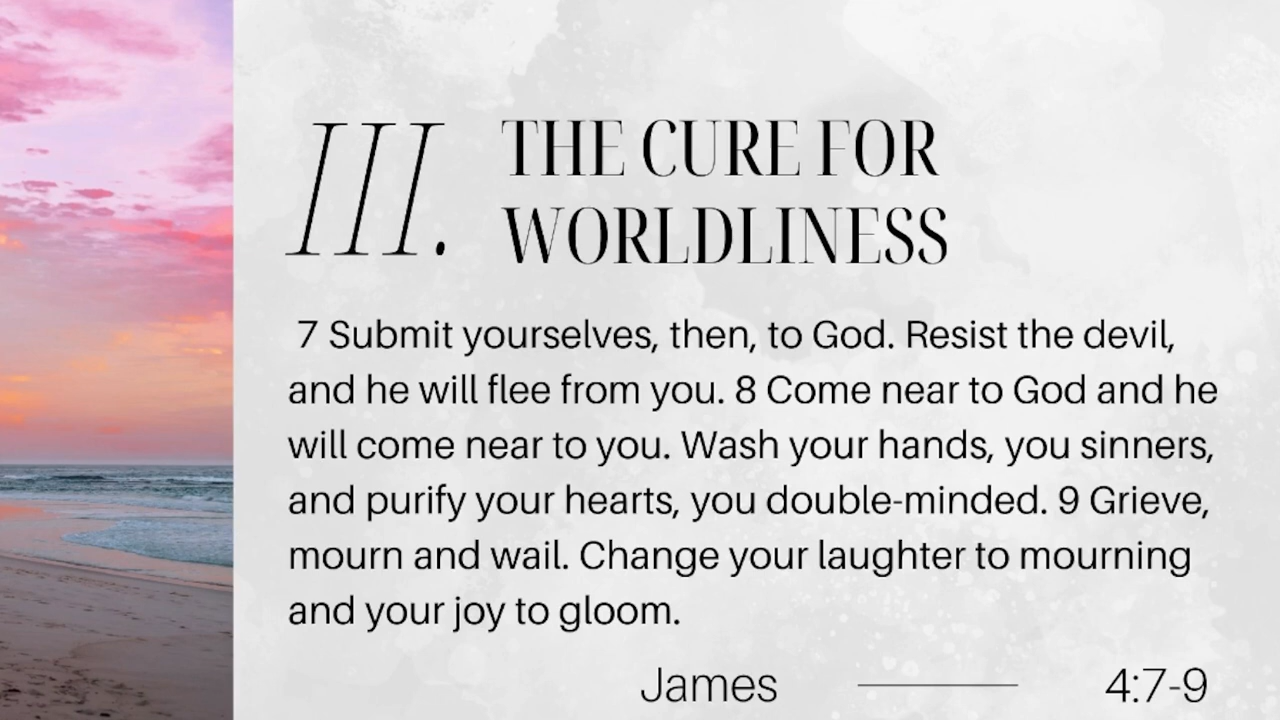 III. THE CURE FOR
WORLDLINESS
7 Submit yourselves, then, to God. Resist the devil,
and he will flee from you. 8 Come near to God and he
will come near to you. Wash your hands, you sinners,
and purify your hearts, you double-minded. 9 Grieve,
mourn and wail. Change your laughter to mourning
and your joy to gloom.
James 4:7-9